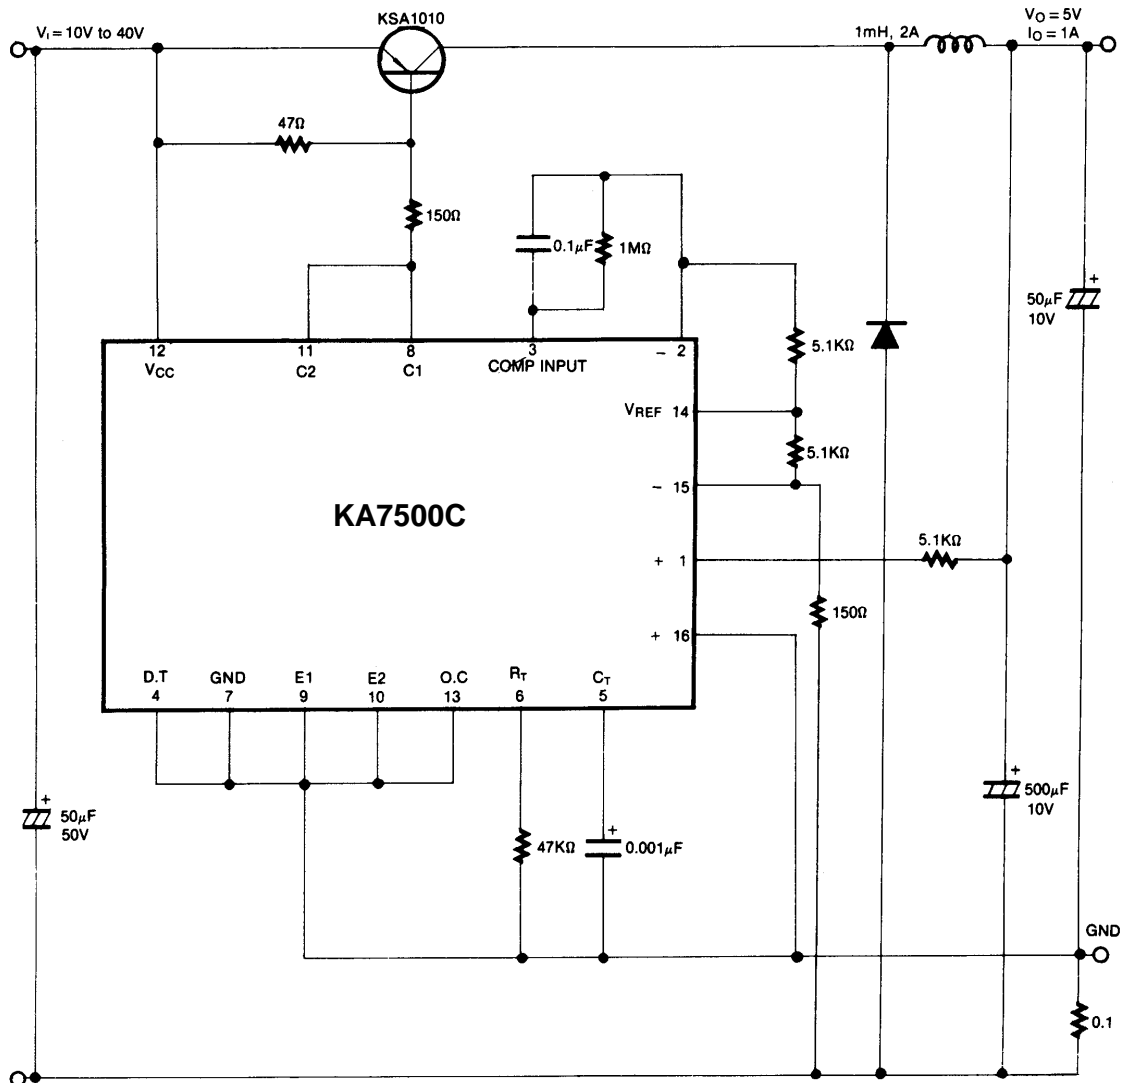 KSA1010
V_I = 10V to 40V
1mH, 2A
V_O = 5V
I_O = 1A
47Ω
150Ω
0.1μF
1MΩ
50μF
10V
5.1KΩ
12
11
8
3
- 2
V_CC
C2
C1
COMP INPUT
V_REF 14
5.1KΩ
- 15
KA7500C
5.1KΩ
+ 1
150Ω
+ 16
D.T
GND
E1
E2
O.C
R_T
C_T
4
7
9
10
13
6
5
+
50μF
50V
47KΩ
+
0.001μF
+
500μF
10V
+
GND
0.1